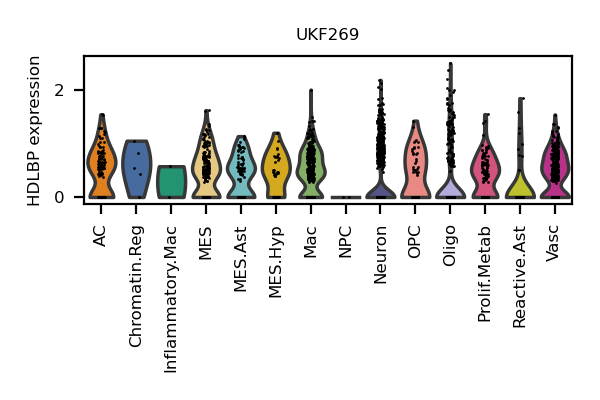 UKF269
HDLBP expression
2
0
AC
Chromatin.Reg
Inflammatory.Mac
MES
MES.Ast
MES.Hyp
Mac
NPC
Neuron
OPC
Oligo
Prolif.Metab
Reactive.Ast
Vasc